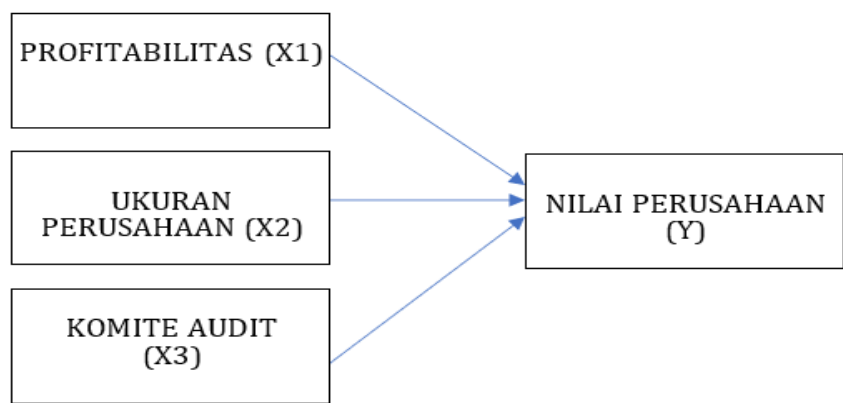 PROFITABILITAS (X1)
UKURAN
PERUSAHAAN (X2)
KOMITE AUDIT
(X3)
NILAI PERUSAHAAN
(Y)